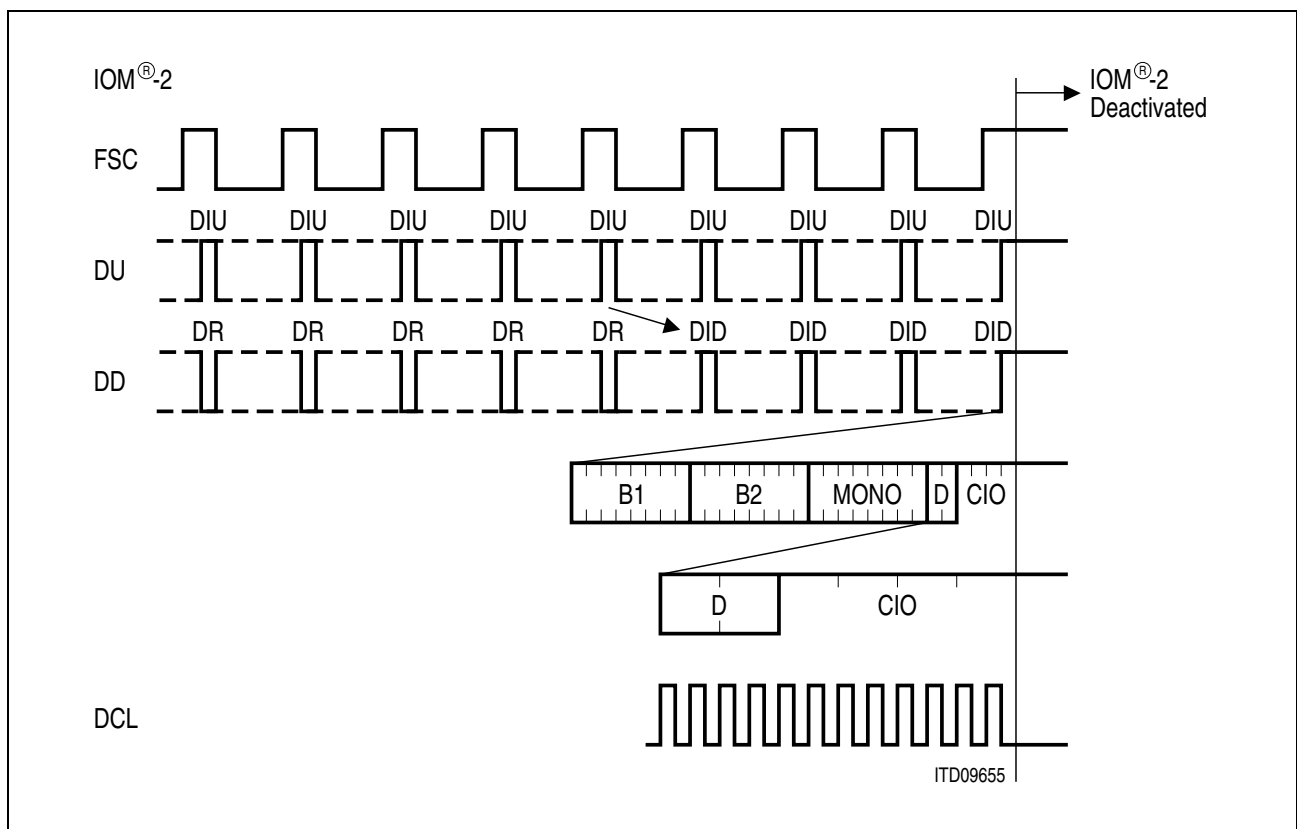 IOM®-2
IOM®-2
Deactivated
FSC
DIU DIU DIU DIU DIU DIU DIU DIU DIU
DU
DR DR DR DR DR DID DID DID DID
DD
B1 B2 MONO D CIO
D CIO
DCL
ITD09655